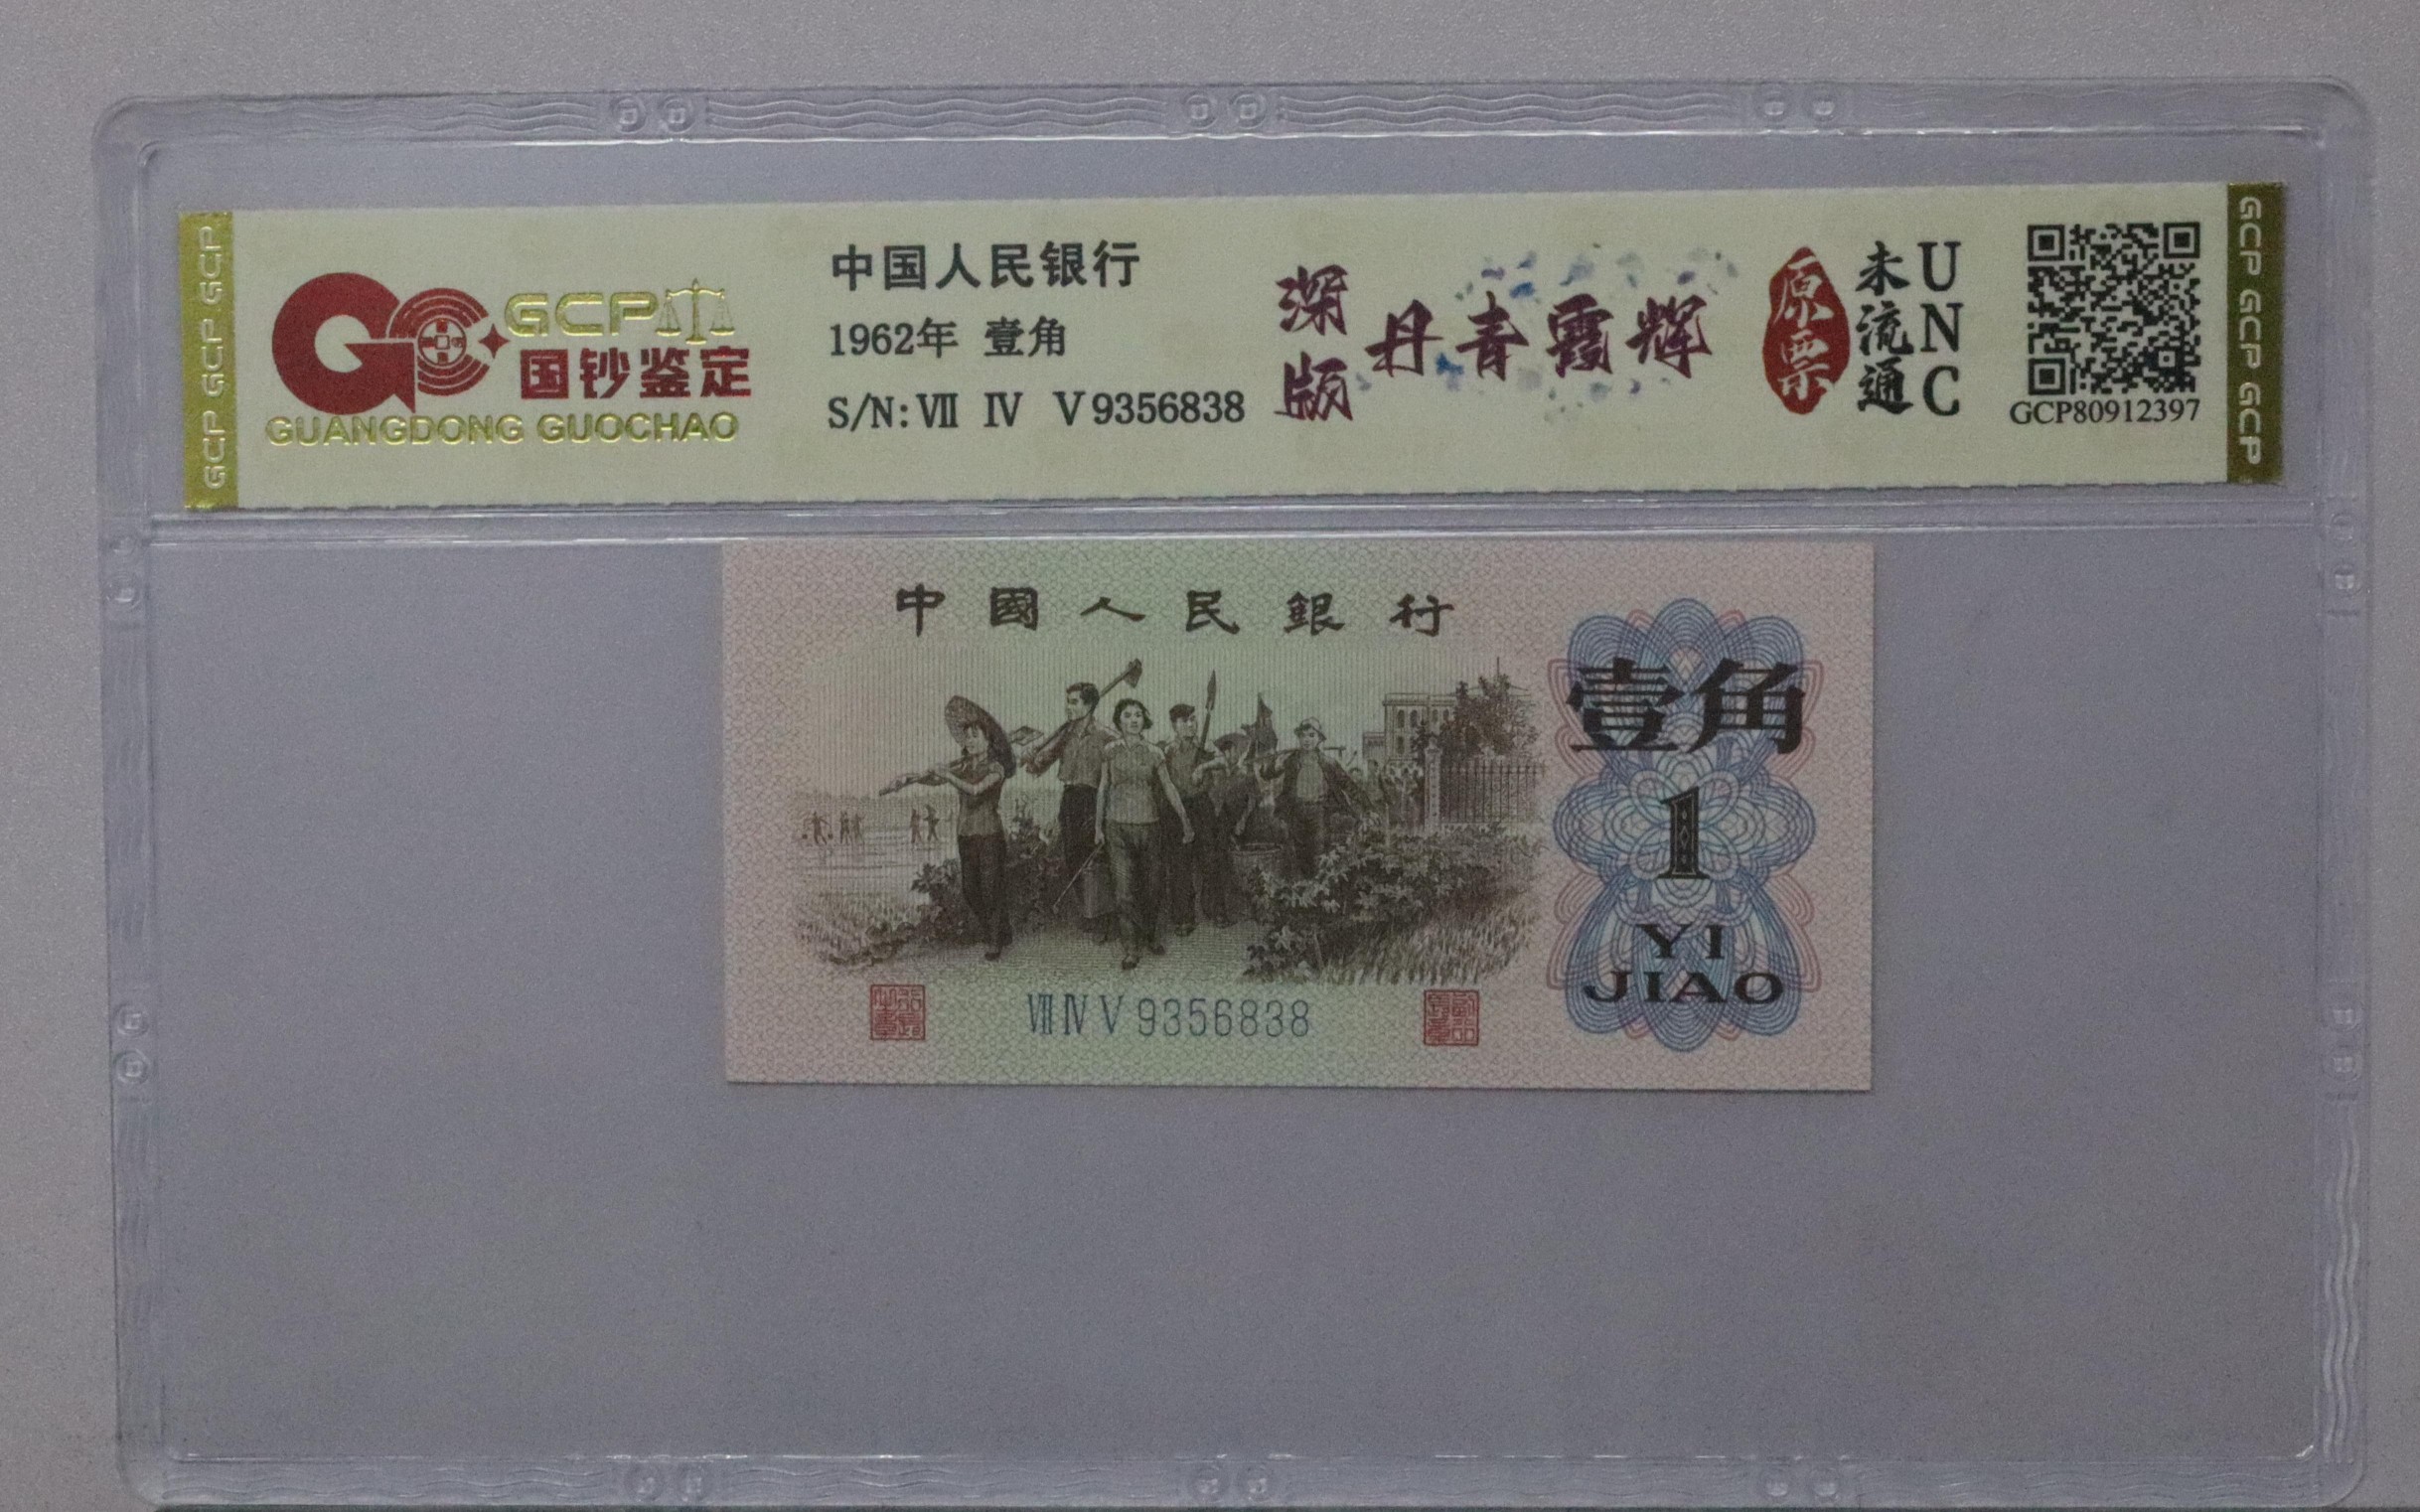 GCP GCP GCP
GCP
国钞鉴定
GUANGDONG GUOCHAO
中国人民银行
1962年 壹角
S/N: Ⅶ Ⅳ Ⅴ 9356838
深版
丹青霞辉
原票
未流通
UNC
GCP80912397
GCP GCP GCP
中國人民銀行
壹角
1
YI
JIAO
Ⅶ Ⅳ Ⅴ 9356838